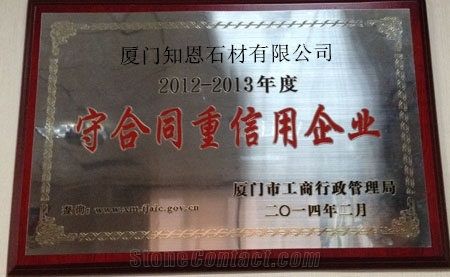 厦门知恩石材有限公司
2012-2013年度
守合同重信用企业
厦门市工商行政管理局
二〇一四年二月
StoneContact.com